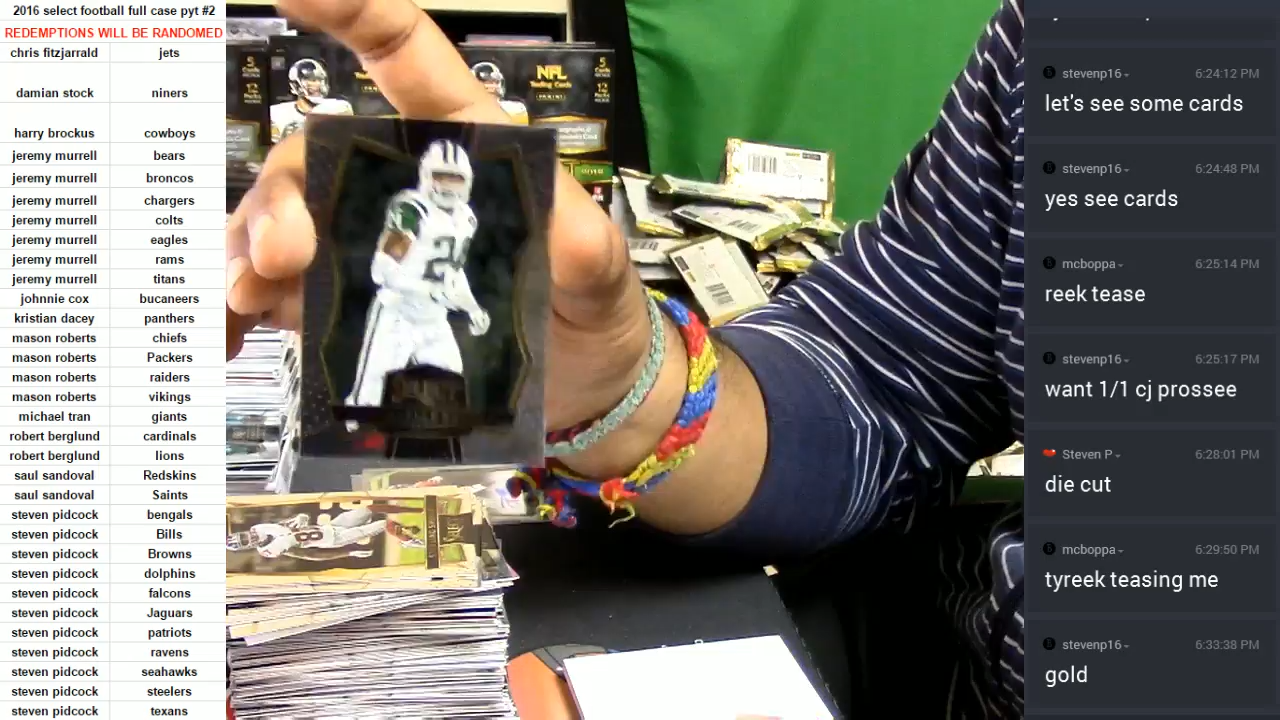 2016 select football full case pyt #2
REDEMPTIONS WILL BE RANDOMED
chris fitzjarrald jets
damian stock niners
harry brockus cowboys
jeremy murrell bears
jeremy murrell broncos
jeremy murrell chargers
jeremy murrell colts
jeremy murrell eagles
jeremy murrell rams
jeremy murrell titans
johnnie cox bucaneers
kristian dacey panthers
mason roberts chiefs
mason roberts Packers
mason roberts raiders
mason roberts vikings
michael tran giants
robert berglund cardinals
robert berglund lions
saul sandoval Redskins
saul sandoval Saints
steven pidcock bengals
steven pidcock Bills
steven pidcock Browns
steven pidcock dolphins
steven pidcock falcons
steven pidcock Jaguars
steven pidcock patriots
steven pidcock ravens
steven pidcock seahawks
steven pidcock steelers
steven pidcock texans
5
12
NFL
Trading Cards
PANINI
5
12
stevenp16 6:24:12 PM
let's see some cards
stevenp16 6:24:48 PM
yes see cards
mcboppa 6:25:14 PM
reek tease
stevenp16 6:25:17 PM
want 1/1 cj prossee
Steven P 6:28:01 PM
die cut
mcboppa 6:29:50 PM
tyreek teasing me
stevenp16 6:33:38 PM
gold